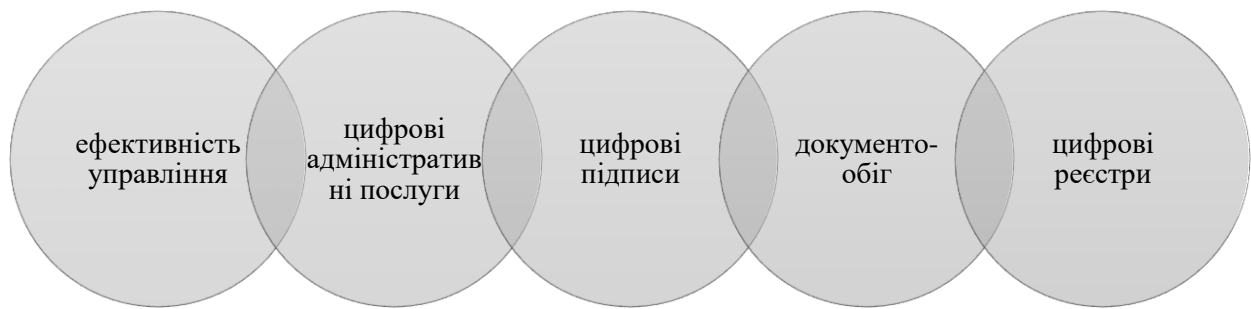 ефективність
управління
цифрові
адміністратив
ні послуги
цифрові
підписи
документо-
обіг
цифрові
реєстри